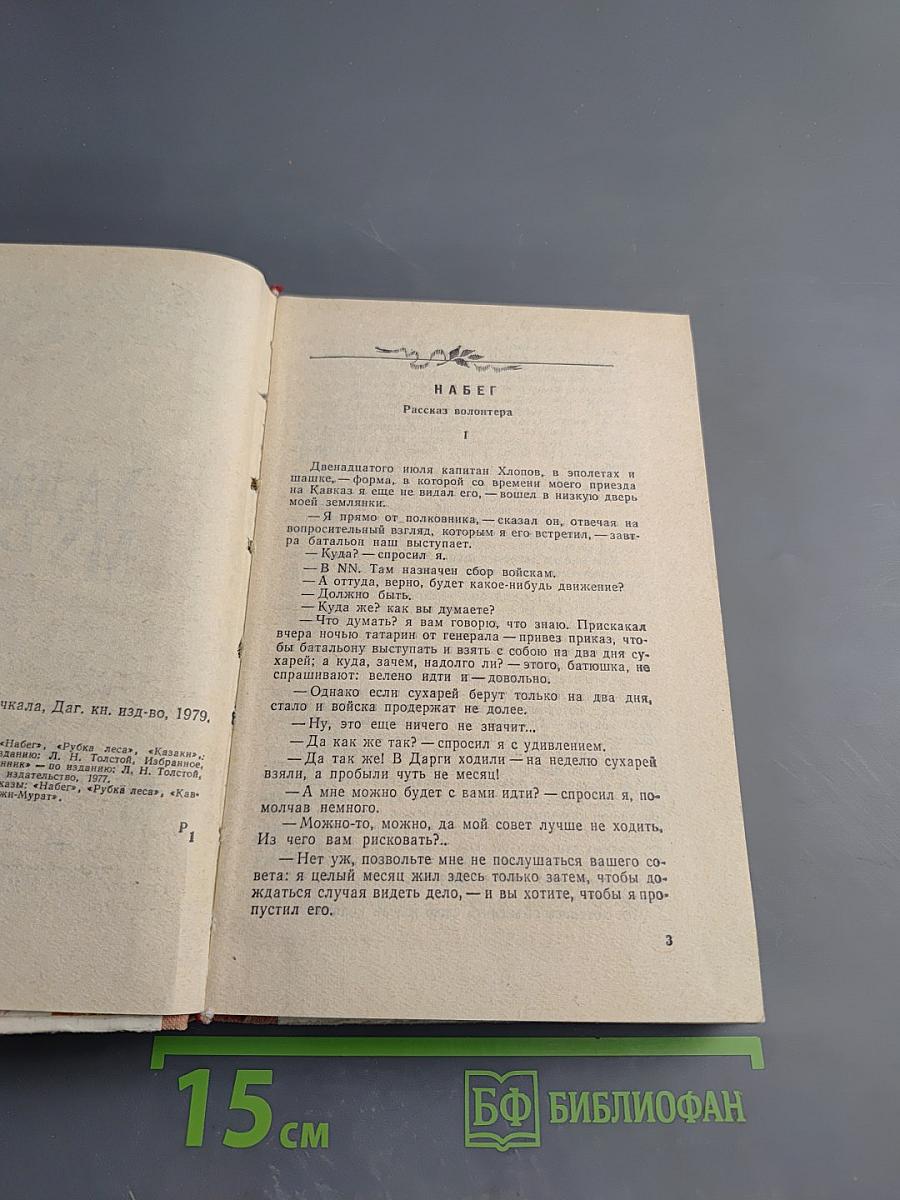 чкала, Даг. кн. изд-во, 1979.
«Набег», «Рубка леса», «Казаки»,
зданию: Л. Н. Толстой, Избранное,
нник» — по изданию: Л. Н. Толстой,
издательство, 1977.
казы: «Набег», «Рубка леса», «Кав-
жи-Мурат».
Р
1
НАБЕГ
Рассказ волонтера
I
Двенадцатого июля капитан Хлопов, в эполетах и
шашке, — форма, в которой со времени моего приезда
на Кавказ я еще не видал его, — вошел в низкую дверь
моей землянки.
— Я прямо от полковника, — сказал он, отвечая на
вопросительный взгляд, которым я его встретил, — завт-
ра батальон наш выступает.
— Куда? — спросил я.
— В NN. Там назначен сбор войскам.
— А оттуда, верно, будет какое-нибудь движение?
— Должно быть.
— Куда же? как вы думаете?
— Что думать? я вам говорю, что знаю. Прискакал
вчера ночью татарин от генерала — привез приказ, что-
бы батальону выступать и взять с собою на два дня су-
харей; а куда, зачем, надолго ли? — этого, батюшка, не
спрашивают: велено идти и — довольно.
— Однако если сухарей берут только на два дня,
стало и войска продержат не долее.
— Ну, это еще ничего не значит...
— Да как же так? — спросил я с удивлением.
— Да так же! В Дарги ходили — на неделю сухарей
взяли, а пробыли чуть не месяц!
— А мне можно будет с вами идти? — спросил я, по-
молчав немного.
— Можно-то, можно, да мой совет лучше не ходить.
Из чего вам рисковать?..
— Нет уж, позвольте мне не послушаться вашего со-
вета: я целый месяц жил здесь только затем, чтобы до-
ждаться случая видеть дело, — и вы хотите, чтобы я про-
пустил его.
3
15 см
БФ БИБЛИОФАН